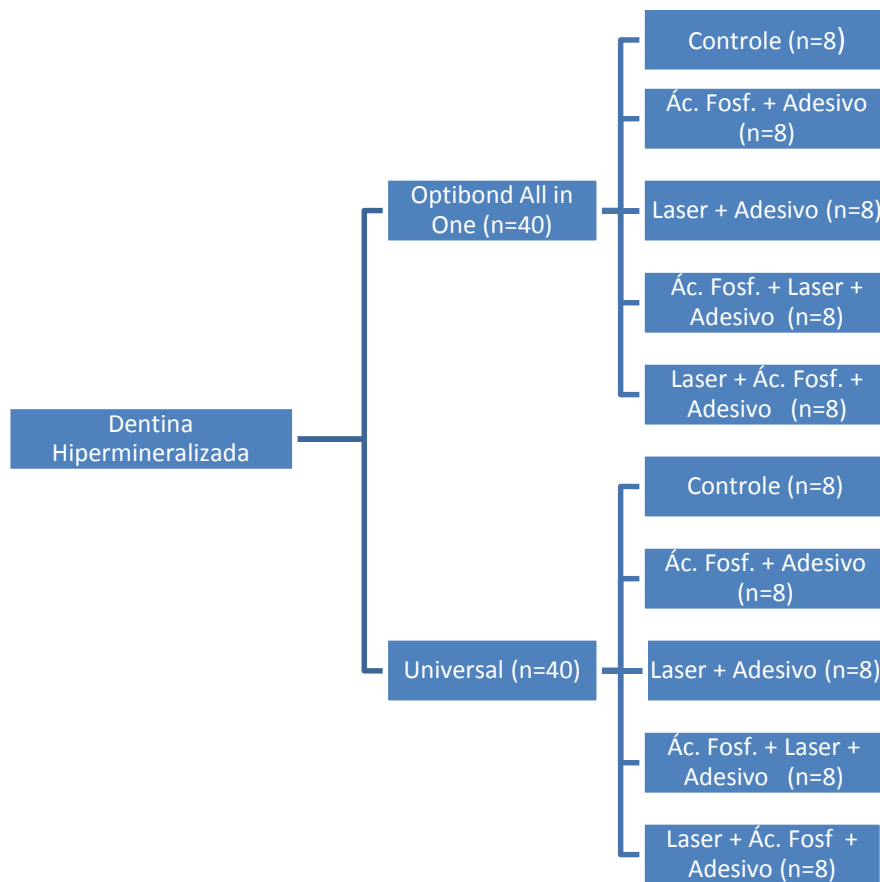 Dentina
Hipermineralizada
Optibond All in
One (n=40)
Controle (n=8)
Ác. Fosf. + Adesivo
(n=8)
Laser + Adesivo (n=8)
Ác. Fosf. + Laser +
Adesivo (n=8)
Laser + Ác. Fosf. +
Adesivo (n=8)
Universal (n=40)
Controle (n=8)
Ác. Fosf. + Adesivo
(n=8)
Laser + Adesivo (n=8)
Ác. Fosf. + Laser +
Adesivo (n=8)
Laser + Ác. Fosf +
Adesivo (n=8)